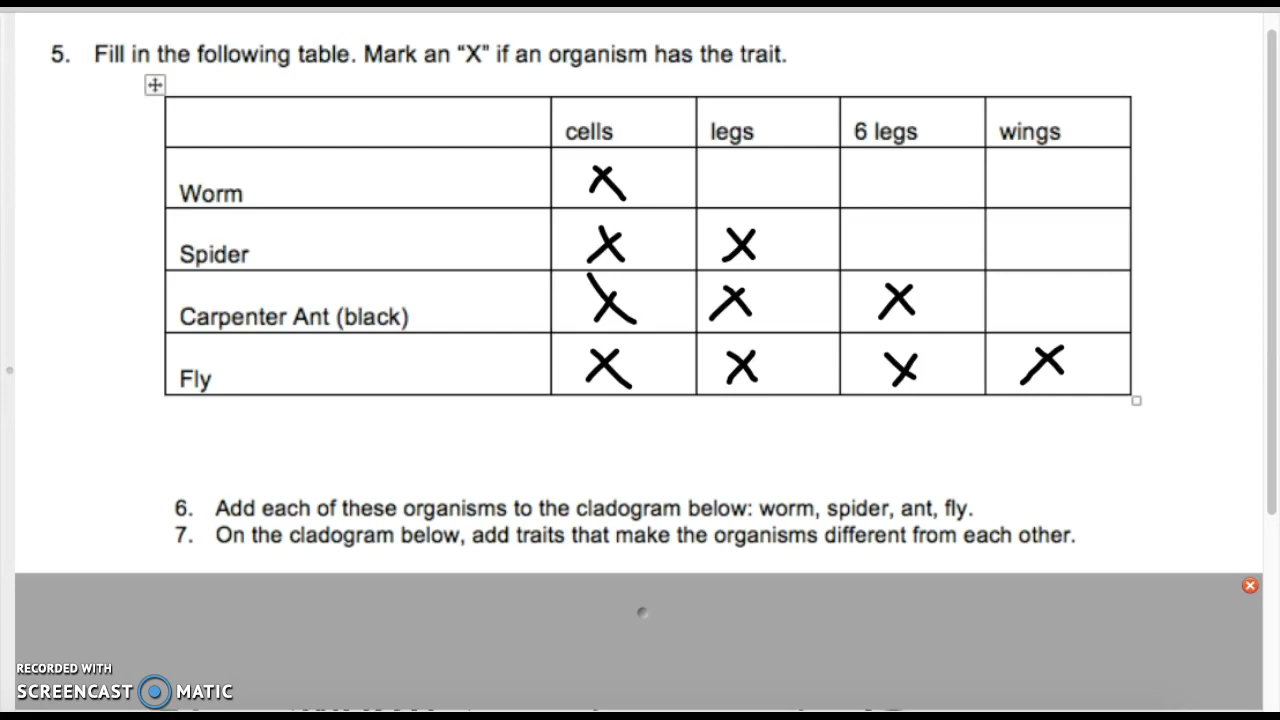 5. Fill in the following table. Mark an “X” if an organism has the trait.
cells legs 6 legs wings
Worm X
Spider X X
Carpenter Ant (black) X X X
Fly X X X X
6. Add each of these organisms to the cladogram below: worm, spider, ant, fly.
7. On the cladogram below, add traits that make the organisms different from each other.
RECORDED WITH
SCREENCAST MATIC